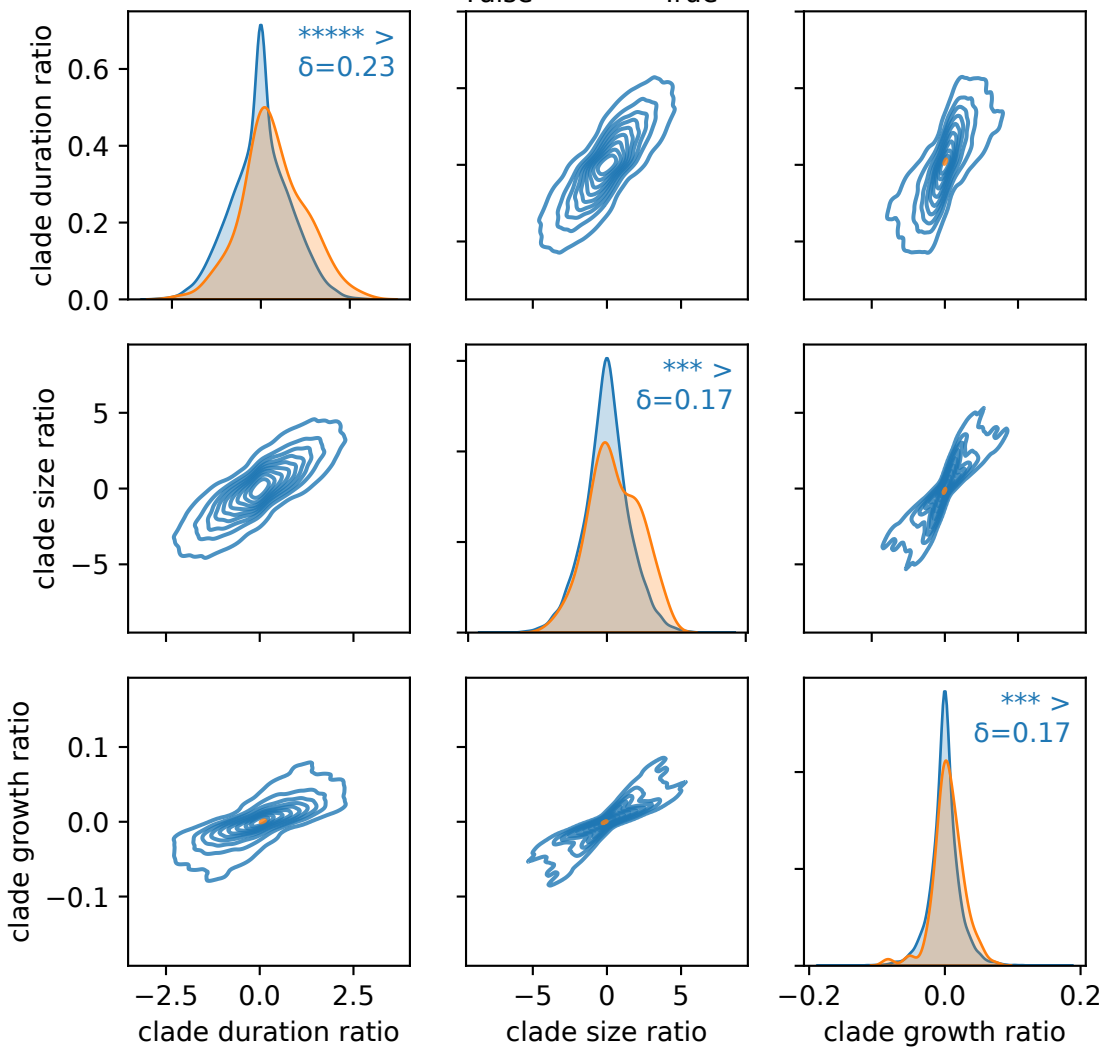 ***** >
δ=0.23
clade duration ratio
0.6
0.4
0.2
0.0
*** >
δ=0.17
clade size ratio
5
0
−5
*** >
δ=0.17
clade growth ratio
0.1
0.0
−0.1
−2.5 0.0 2.5
−5 0 5
−0.2 0.0 0.2
clade duration ratio
clade size ratio
clade growth ratio